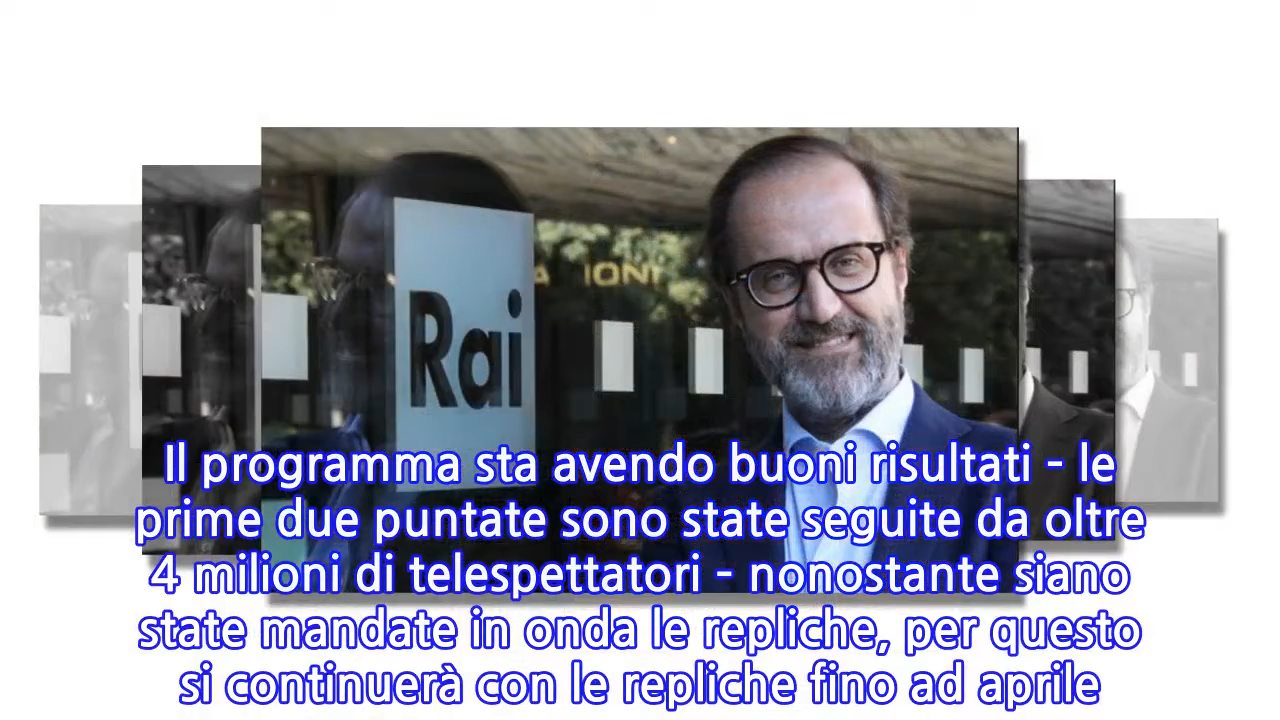 A IONI
Rai
Il programma sta avendo buoni risultati - le
prime due puntate sono state seguite da oltre
4 milioni di telespettatori - nonostante siano
state mandate in onda le repliche, per questo
si continuerà con le repliche fino ad aprile